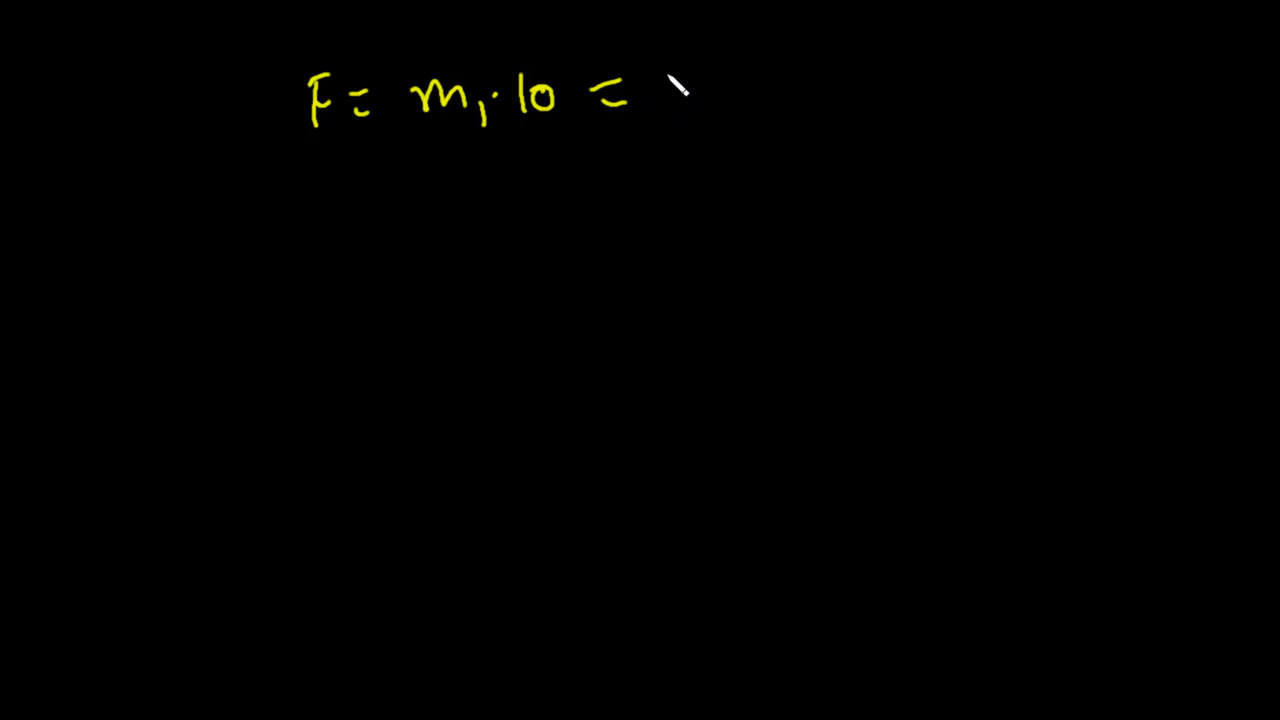 F = m₁·10 =